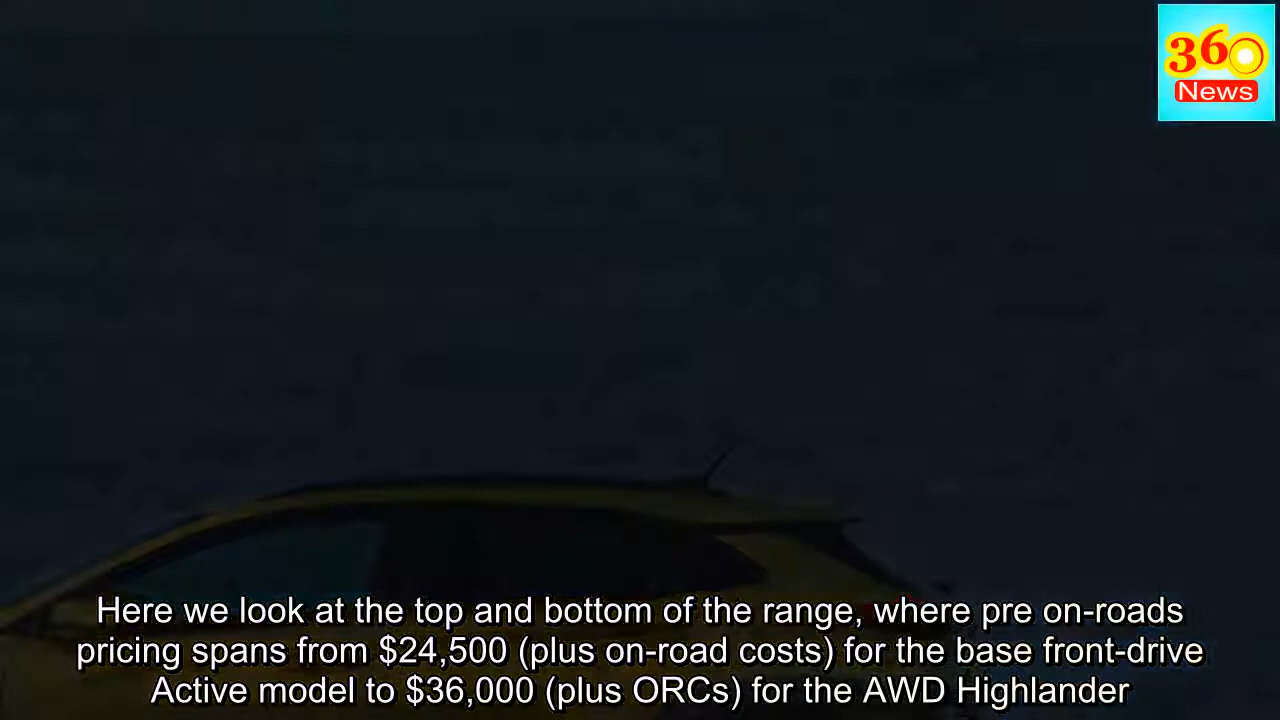 360
News
Here we look at the top and bottom of the range, where pre on-roads
pricing spans from $24,500 (plus on-road costs) for the base front-drive
Active model to $36,000 (plus ORCs) for the AWD Highlander